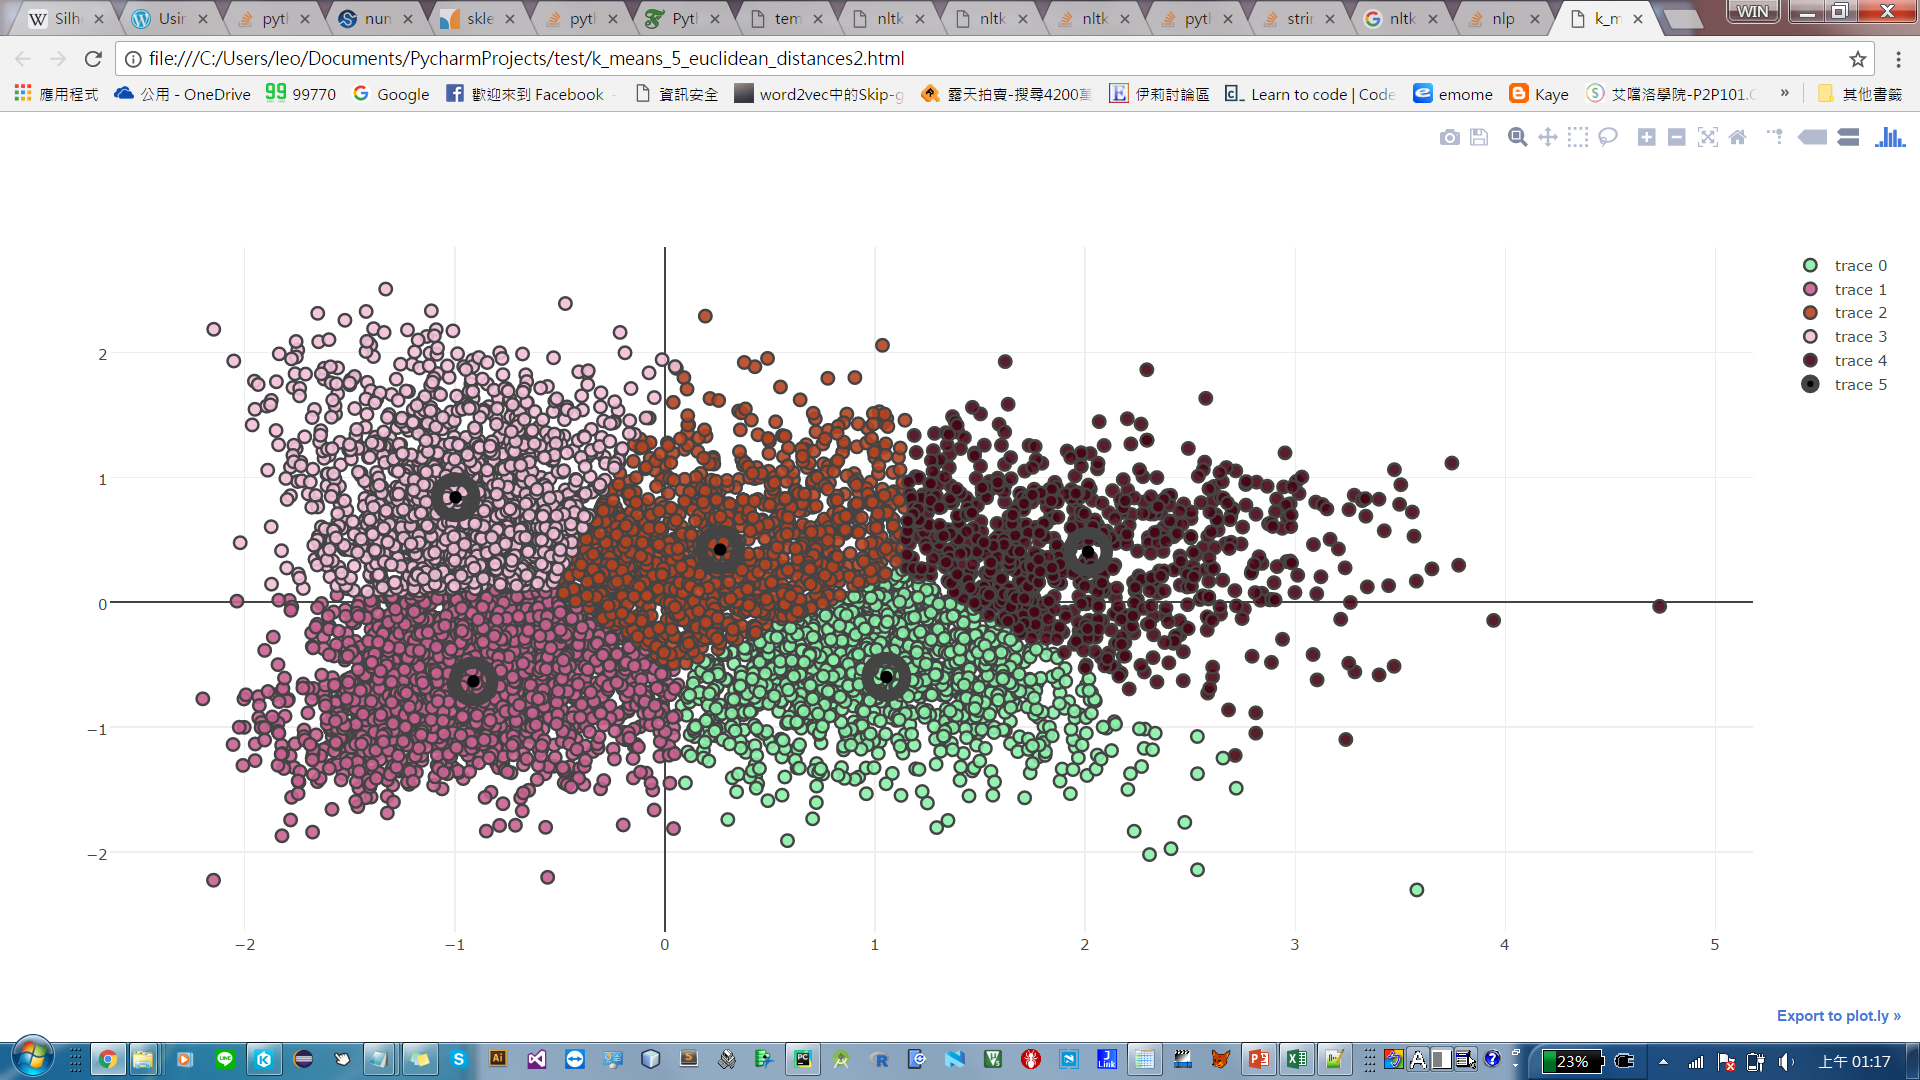 Silh Usin pytl nun skle pytl Pytl tem nltk nltk nltk pytl strin nltk nlp k_m WIN
file:///C:/Users/leo/Documents/PycharmProjects/test/k_means_5_euclidean_distances2.html
應用程式 公用 - OneDrive 99 99770 Google 歡迎來到 Facebook 資訊安全 word2vec中的Skip-g 露天拍賣-搜尋4200萬 伊莉討論區 Learn to code | Code emome Kaye 艾噹洛學院-P2P101.C » 其他書籤
trace 0
trace 1
trace 2
trace 3
trace 4
trace 5
2
1
0
−1
−2
−2 −1 0 1 2 3 4 5
Export to plot.ly »
23% 上午 01:17